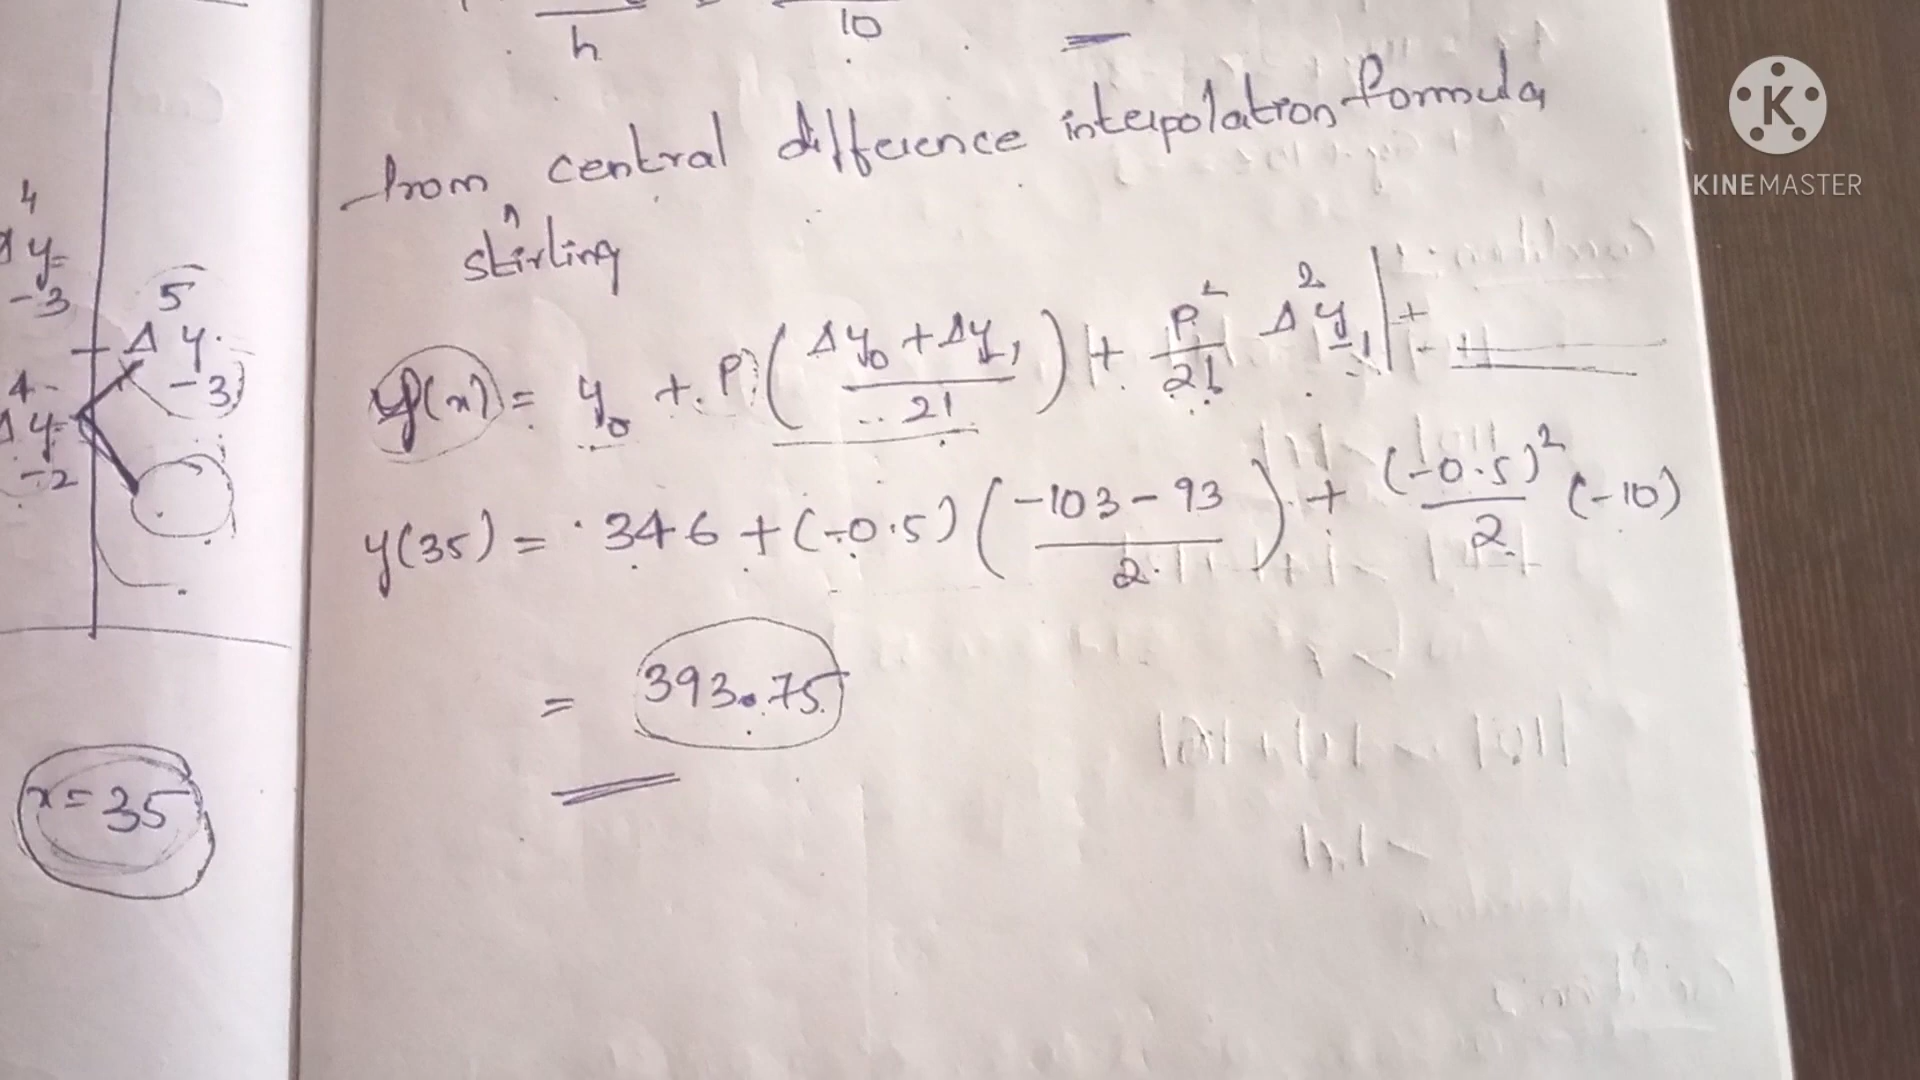 h    10
from central difference interpolation formula
^
stirling
y(x) = y₀ + P(Δy₀ + Δy₋₁ / 2!) + P²/2! Δ²y₋₁ + - -
y(35) = 346 + (-0.5)(-103 - 93 / 2) + (-0.5)²/2 (-10)
= 393.75
4
Δy₌
-3
5
Δy
-3
4
Δy₌
-2
x = 35
K
KINEMASTER